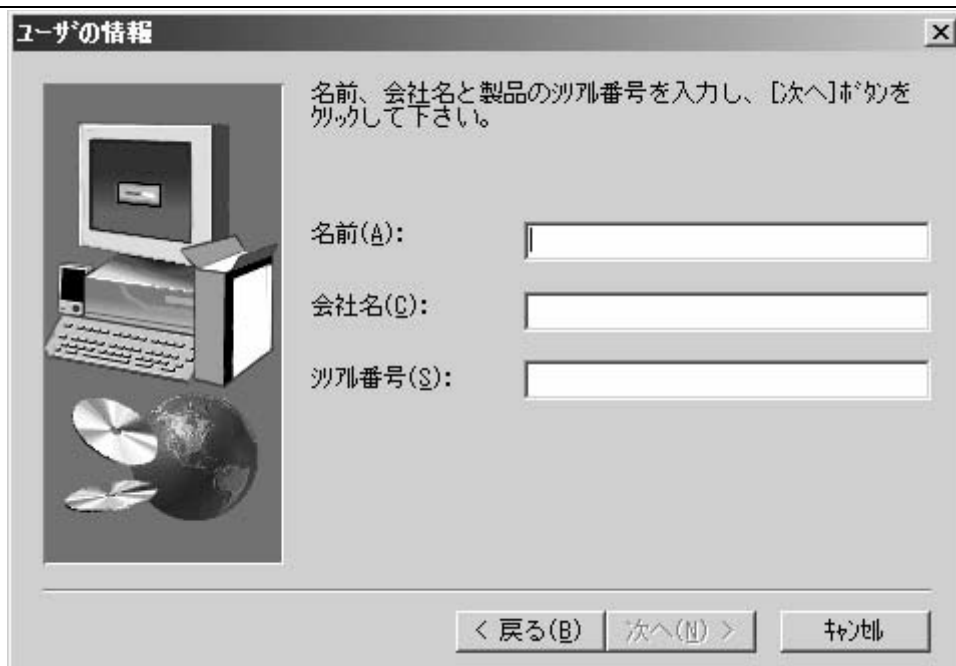 ﾕｰｻﾞの情報
名前、会社名と製品のｼﾘｱﾙ番号を入力し、[次へ]ﾎﾞﾀﾝを
ｸﾘｯｸして下さい。
名前(A):
会社名(C):
ｼﾘｱﾙ番号(S):
< 戻る(B)
次へ(N) >
ｷｬﾝｾﾙ